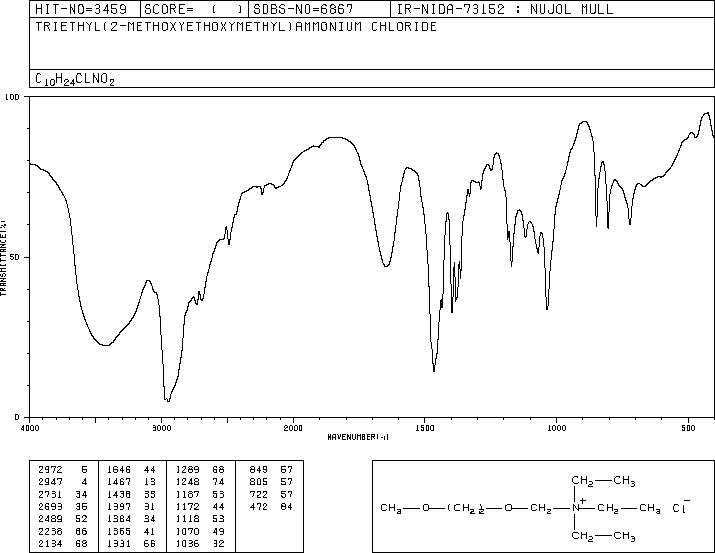 HIT-NO=3459 SCORE= ( ) SDBS-NO=6867 IR-NIDA-73152 : NUJOL MULL
TRIETHYL(2-METHOXYETHOXYMETHYL)AMMONIUM CHLORIDE
C10H24CLNO2
TRANSMITTANCE(%)
100
50
0
4000 3000 2000 1500 1000 500
WAVENUMBER(-1)
2972 5 1646 44 1289 68 849 57
2947 4 1467 13 1248 74 805 57
2731 34 1438 35 1187 53 722 57
2693 35 1397 31 1172 44 472 84
2489 52 1384 34 1118 53
2238 66 1365 41 1070 49
2134 68 1331 66 1036 32
CH2—CH3
CH3—O—(CH2)2—O—CH2—N+—CH2—CH3 Cl−
CH2—CH3